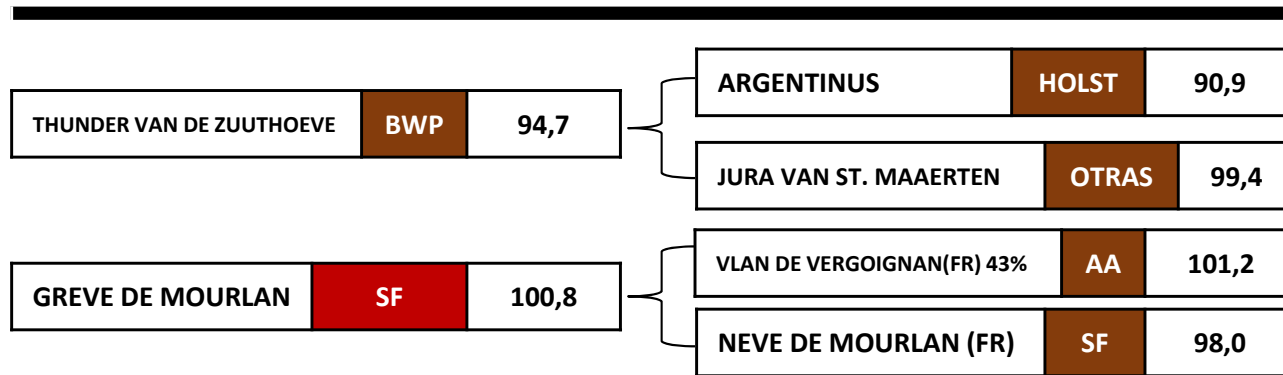 ARGENTINUS HOLST 90,9
THUNDER VAN DE ZUUTHOEVE BWP 94,7
JURA VAN ST. MAAERTEN OTRAS 99,4
VLAN DE VERGOIGNAN(FR) 43% AA 101,2
GREVE DE MOURLAN SF 100,8
NEVE DE MOURLAN (FR) SF 98,0